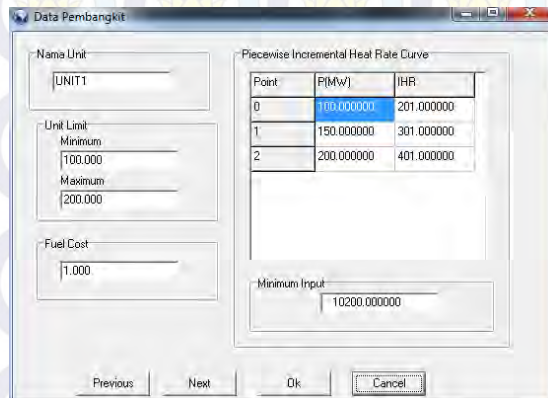 Data Pembangkit
Nama Unit
UNIT1
Unit Limit
Minimum
100.000
Maximum
200.000
Fuel Cost
1.000
Piecewise Incremental Heat Rate Curve
Point P(MW) IHR
0 100.000000 201.000000
1 150.000000 301.000000
2 200.000000 401.000000
Minimum Input
10200.000000
Previous Next Ok Cancel